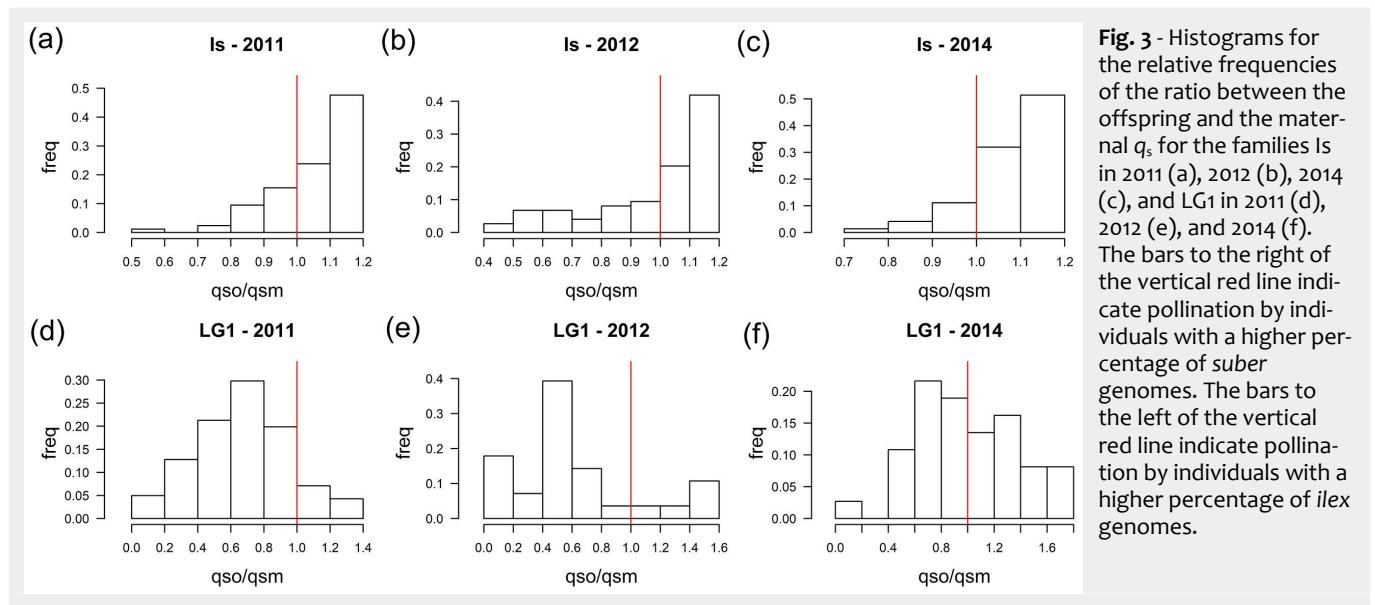 (a)
Is - 2011
freq
0.5
0.4
0.3
0.2
0.1
0.0
0.5 0.6 0.7 0.8 0.9 1.0 1.1 1.2
qso/qsm
(b)
Is - 2012
freq
0.4
0.3
0.2
0.1
0.0
0.4 0.5 0.6 0.7 0.8 0.9 1.0 1.1 1.2
qso/qsm
(c)
Is - 2014
freq
0.5
0.4
0.3
0.2
0.1
0.0
0.7 0.8 0.9 1.0 1.1 1.2
qso/qsm
(d)
LG1 - 2011
freq
0.30
0.25
0.20
0.15
0.10
0.05
0.00
0.0 0.2 0.4 0.6 0.8 1.0 1.2 1.4
qso/qsm
(e)
LG1 - 2012
freq
0.4
0.3
0.2
0.1
0.0
0.0 0.2 0.4 0.6 0.8 1.0 1.2 1.4 1.6
qso/qsm
(f)
LG1 - 2014
freq
0.20
0.15
0.10
0.05
0.00
0.0 0.4 0.8 1.2 1.6
qso/qsm
Fig. 3 - Histograms for
the relative frequencies
of the ratio between the
offspring and the mater-
nal qs for the families Is
in 2011 (a), 2012 (b), 2014
(c), and LG1 in 2011 (d),
2012 (e), and 2014 (f).
The bars to the right of
the vertical red line indi-
cate pollination by indi-
viduals with a higher per-
centage of suber
genomes. The bars to
the left of the vertical
red line indicate pollina-
tion by individuals with a
higher percentage of ilex
genomes.